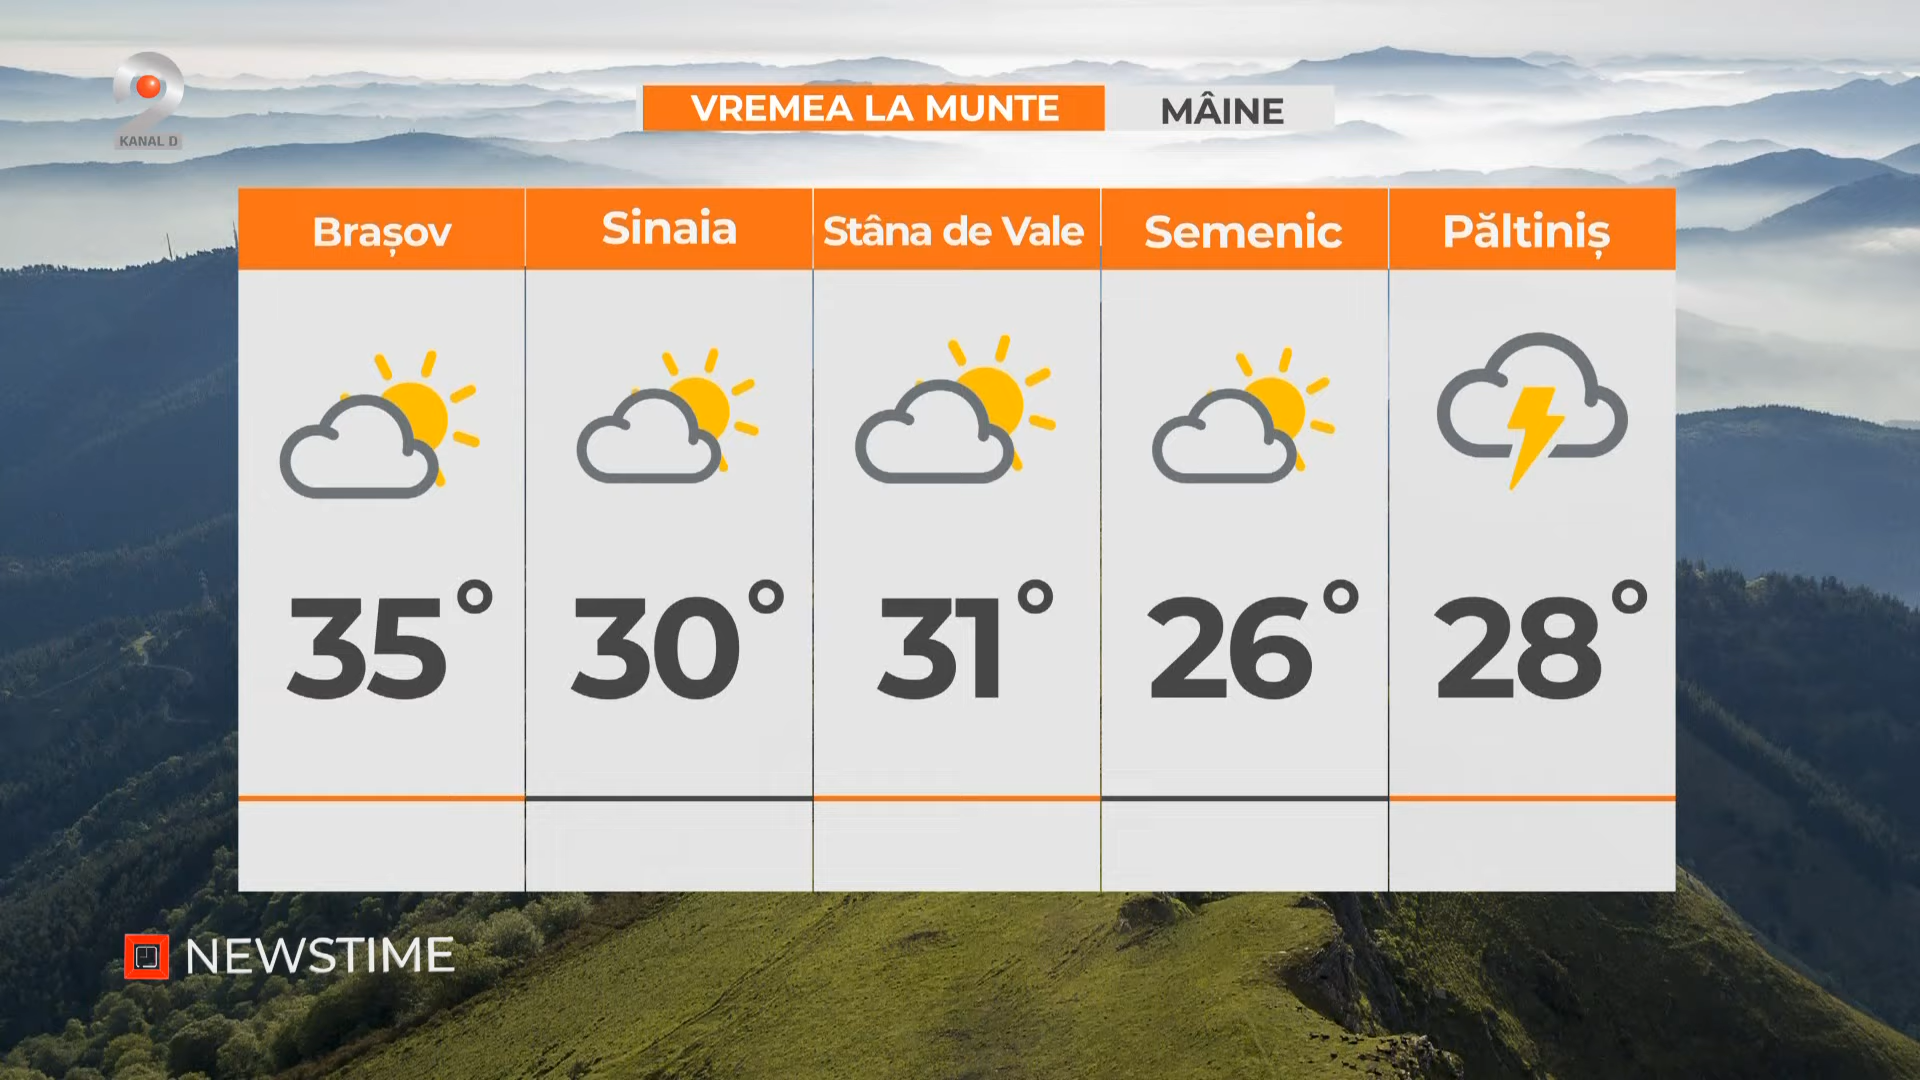 KANAL D
VREMEA LA MUNTE
MÂINE
Brașov
Sinaia
Stâna de Vale
Semenic
Păltiniș
35°
30°
31°
26°
28°
NEWSTIME